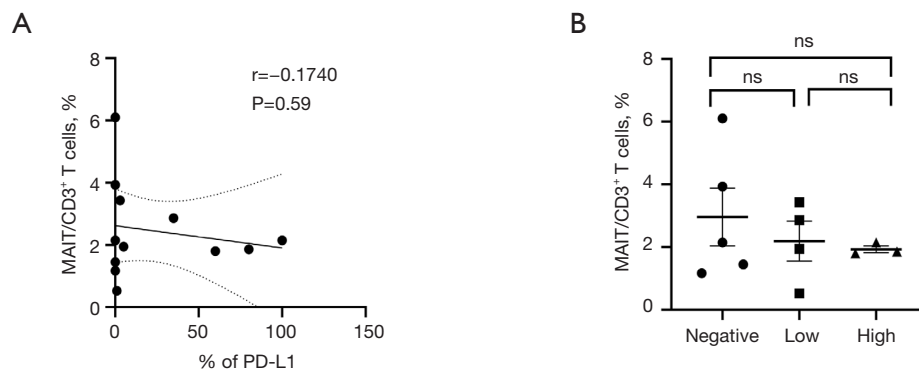 A
MAIT/CD3⁺ T cells, %
8
6
4
2
0
r=−0.1740
P=0.59
0
50
100
150
% of PD-L1
B
MAIT/CD3⁺ T cells, %
8
6
4
2
0
ns
ns
ns
Negative
Low
High